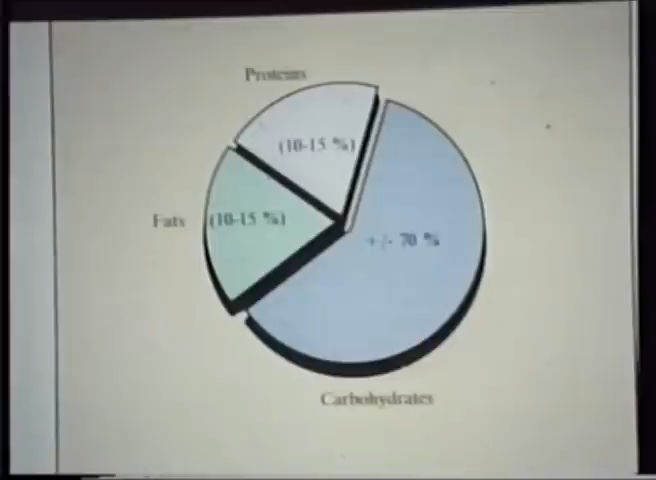 Proteins
(10-15 %)
Fats
(10-15 %)
+/- 70 %
Carbohydrates